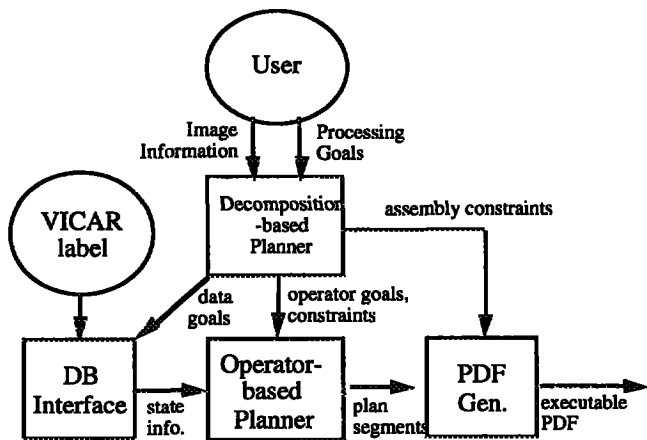 User
Image
Information
Processing
Goals
VICAR
label
Decomposition
-based
Planner
assembly constraints
data
goals
operator goals,
constraints
DB
Interface
state
info.
Operator-
based
Planner
plan
segments
PDF
Gen.
executable
PDF